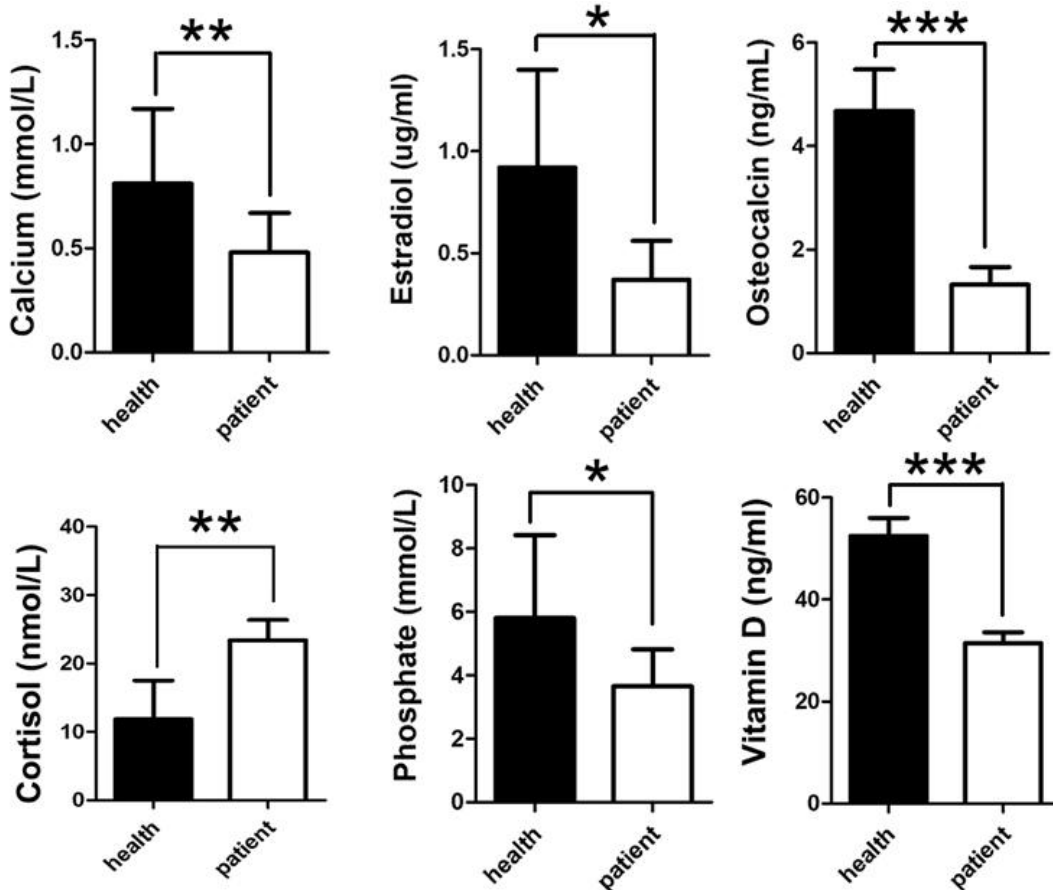 Calcium (mmol/L)
**
1.5
1.0
0.5
0.0
health
patient
Estradiol (ug/ml)
*
1.5
1.0
0.5
0.0
health
patient
Osteocalcin (ng/mL)
***
6
4
2
0
health
patient
Cortisol (nmol/L)
**
40
30
20
10
0
health
patient
Phosphate (mmol/L)
*
10
8
6
4
2
0
health
patient
Vitamin D (ng/ml)
***
60
40
20
0
health
patient